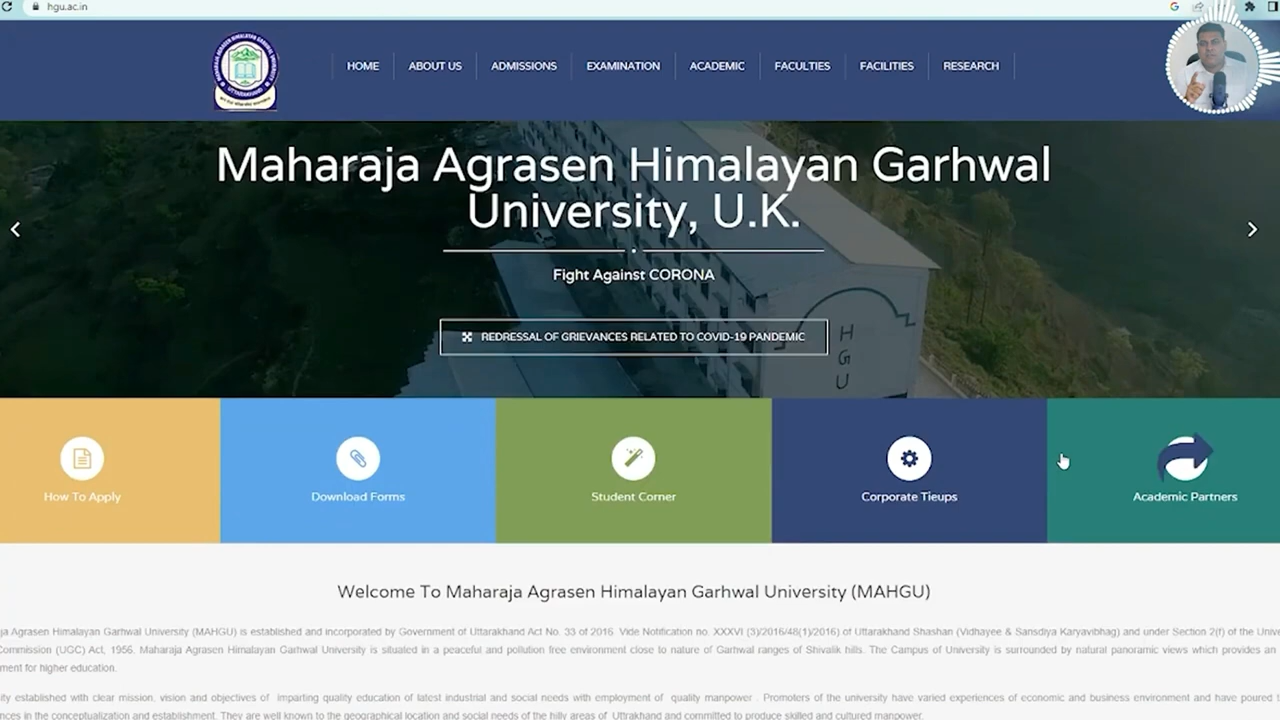 hgu.ac.in
HOME
ABOUT US
ADMISSIONS
EXAMINATION
ACADEMIC
FACULTIES
FACILITIES
RESEARCH
MAHARAJA AGRASEN HIMALAYAN GARHWAL UNIVERSITY
UTTARAKHAND
Maharaja Agrasen Himalayan Garhwal
University, U.K.
Fight Against CORONA
REDRESSAL OF GRIEVANCES RELATED TO COVID-19 PANDEMIC
HGU
How To Apply
Download Forms
Student Corner
Corporate Tieups
Academic Partners
Welcome To Maharaja Agrasen Himalayan Garhwal University (MAHGU)
ja Agrasen Himalayan Garhwal University (MAHGU) is established and incorporated by Government of Uttarakhand Act No. 33 of 2016 Vide Notification no. XXXVI (3)/2016/48(1)/2016) of Uttarakhand Shashan (Vidhayee & Sansdiya Karyavibhag) and under Section 2(f) of the Univ
Commission (UGC) Act, 1956. Maharaja Agrasen Himalayan Garhwal University is situated in a peaceful and pollution free environment close to nature of Garhwal ranges of Shivalik hills. The Campus of University is surrounded by natural panoramic views which provides an
ment for higher education.
ity established with clear mission, vision and objectives of imparting quality education of latest industrial and social needs with employment of quality manpower . Promoters of the university have varied experiences of economic and business environment and have poured
nces in the conceptualization and establishment. They are well known to the geographical location and social needs of the hilly areas of Uttrakhand and committed to produce skilled and cultured manpower.